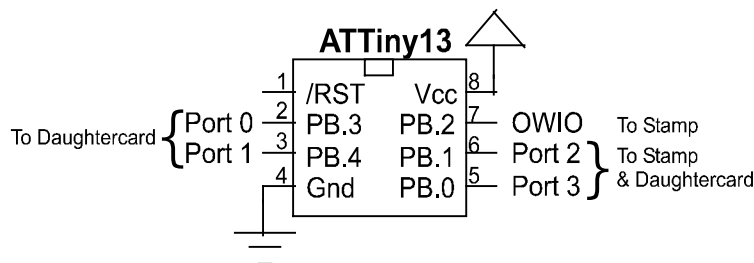 ATTiny13
1 /RST Vcc 8
To Daughtercard Port 0 2 PB.3 PB.2 7 OWIO To Stamp
Port 1 3 PB.4 PB.1 6 Port 2 To Stamp
4 Gnd PB.0 5 Port 3 & Daughtercard